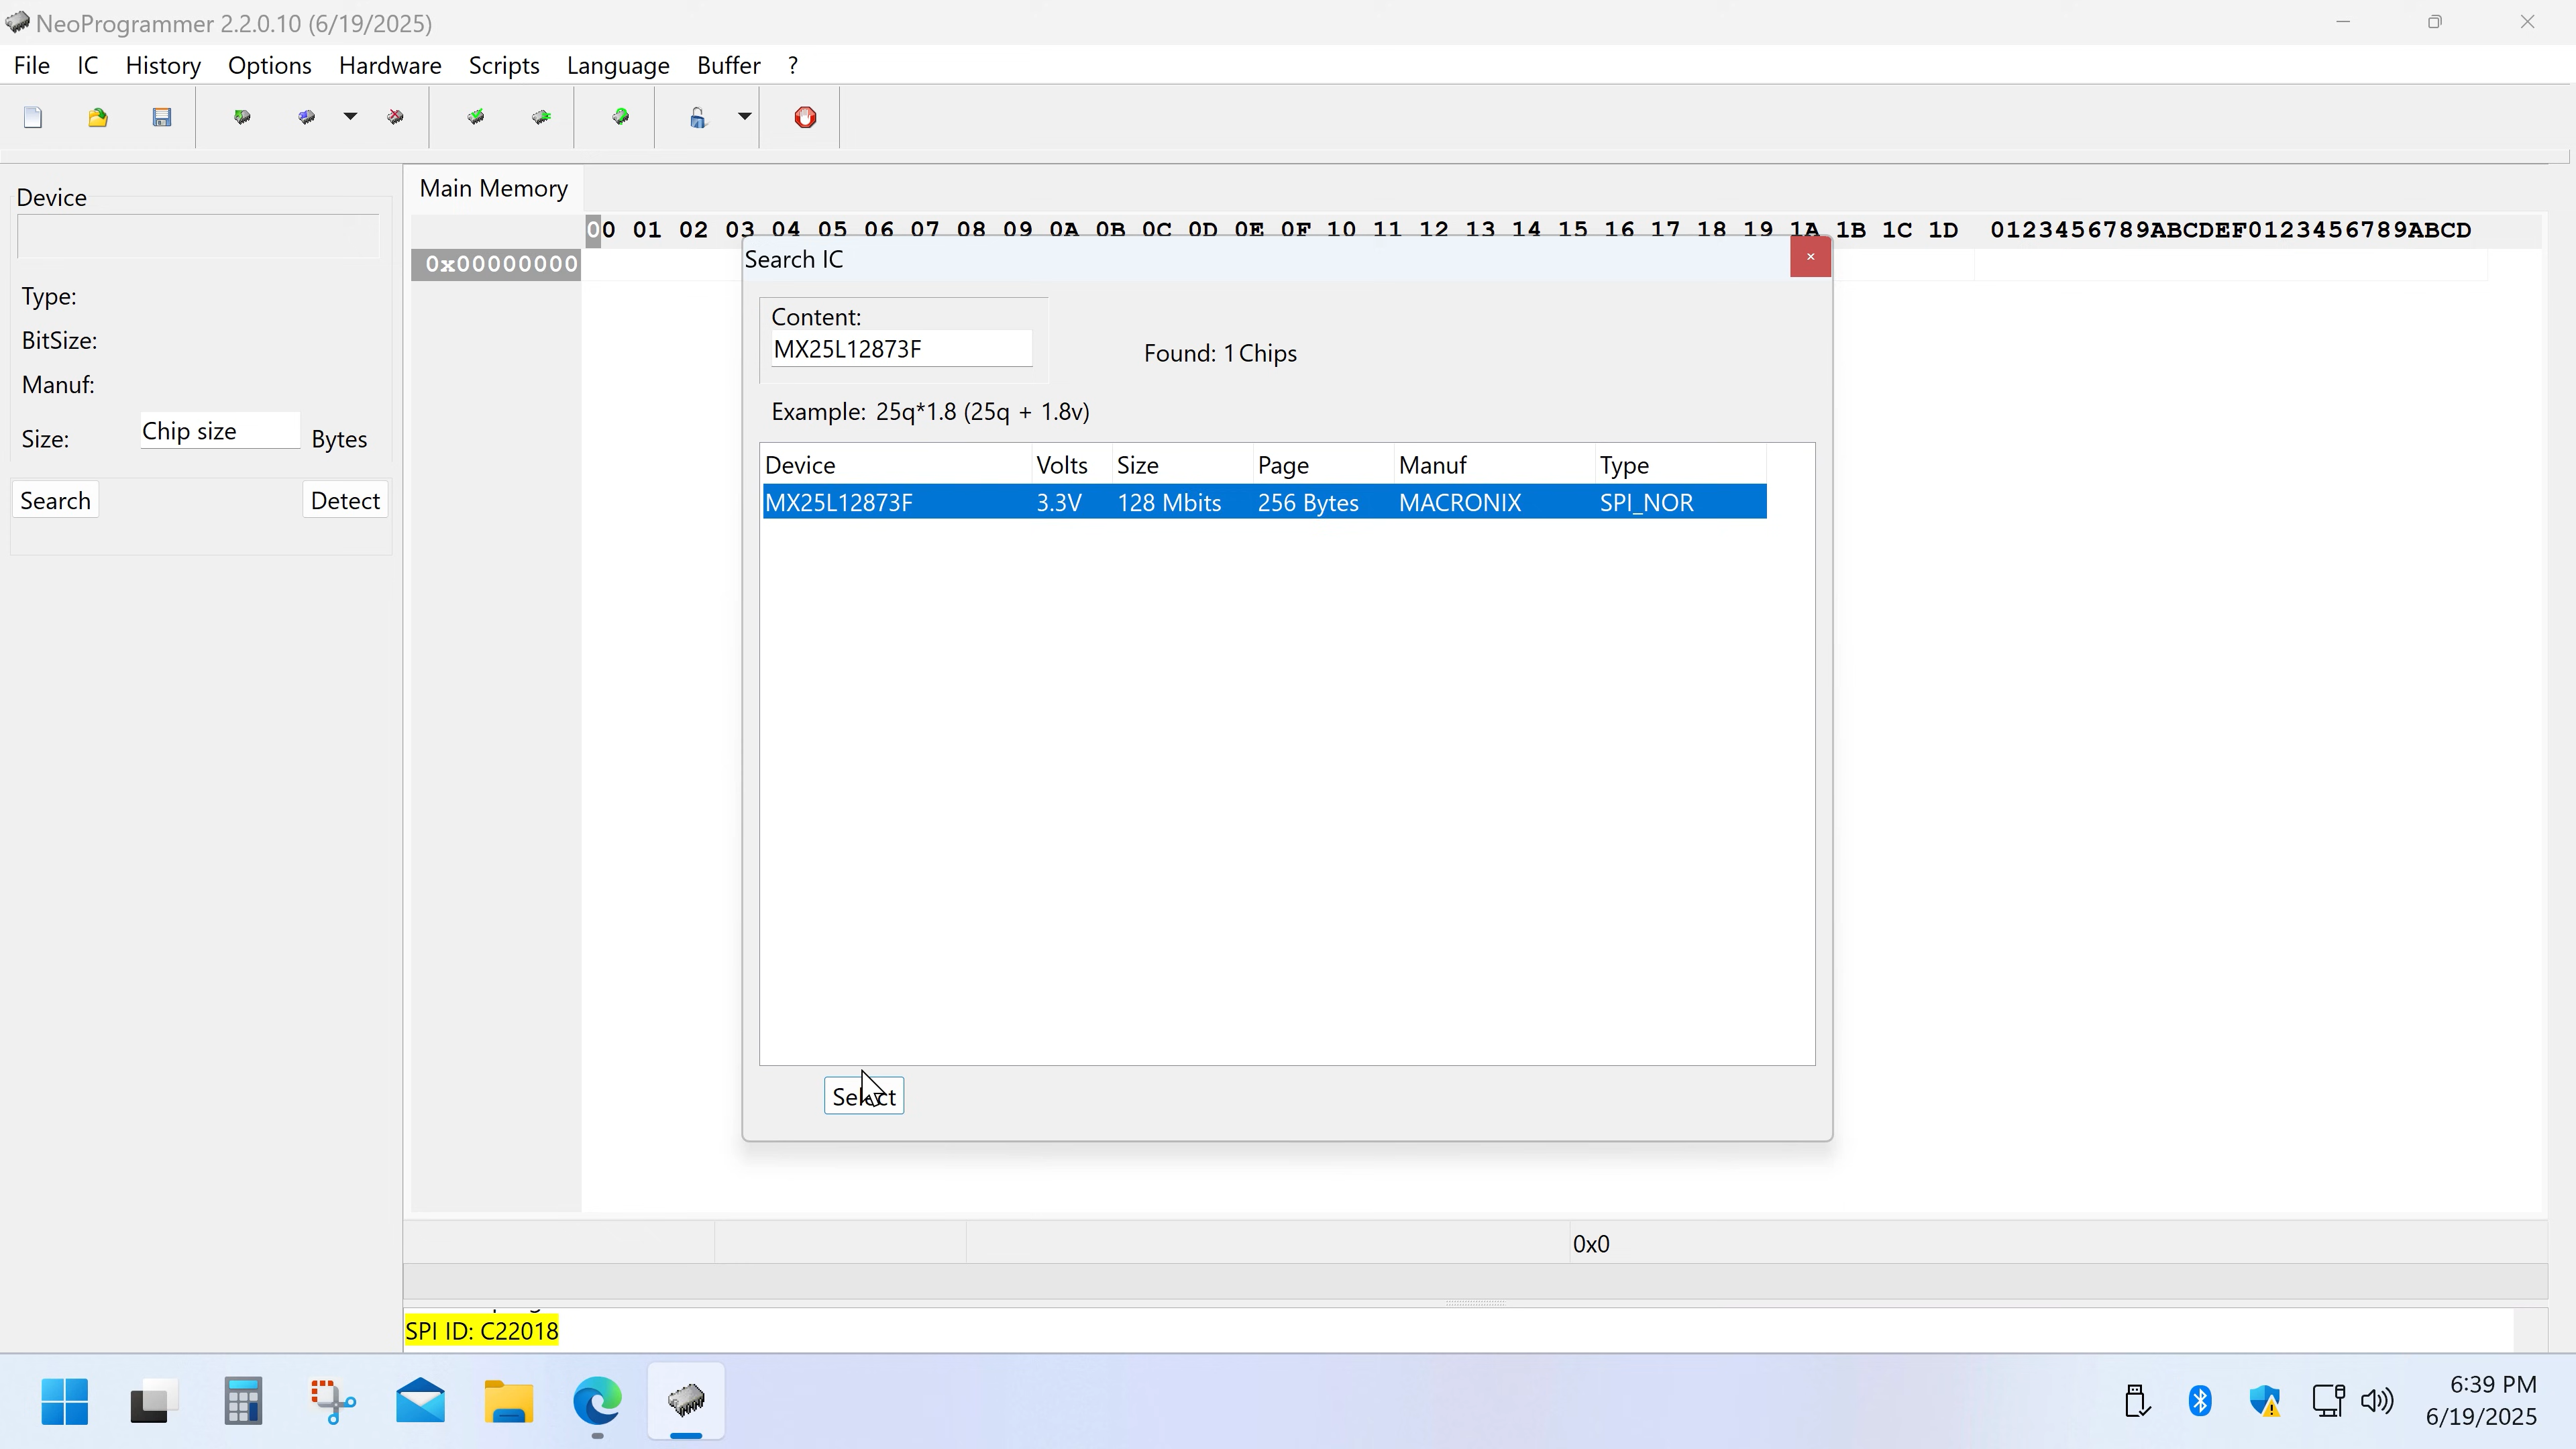 NeoProgrammer 2.2.0.10 (6/19/2025)
File IC History Options Hardware Scripts Language Buffer ?
Device
Type:
BitSize:
Manuf:
Size: Chip size Bytes
Search Detect
Main Memory
00 01 02 03 04 05 06 07 08 09 0A 0B 0C 0D 0E 0F 10 11 12 13 14 15 16 17 18 19 1A 1B 1C 1D 0123456789ABCDEF0123456789ABCD
0x00000000
Search IC
Content:
MX25L12873F
Found: 1 Chips
Example: 25q*1.8 (25q + 1.8v)
Device Volts Size Page Manuf Type
MX25L12873F 3.3V 128 Mbits 256 Bytes MACRONIX SPI_NOR
Select
0x0
SPI ID: C22018
6:39 PM
6/19/2025